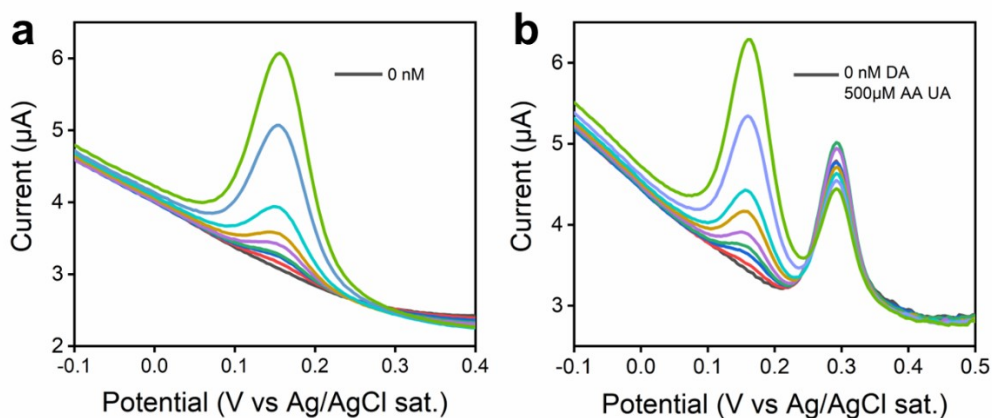 a
0 nM
6
5
4
3
2
Current (µA)
-0.1 0.0 0.1 0.2 0.3 0.4
Potential (V vs Ag/AgCl sat.)
b
0 nM DA
500µM AA UA
6
5
4
3
Current (µA)
-0.1 0.0 0.1 0.2 0.3 0.4 0.5
Potential (V vs Ag/AgCl sat.)